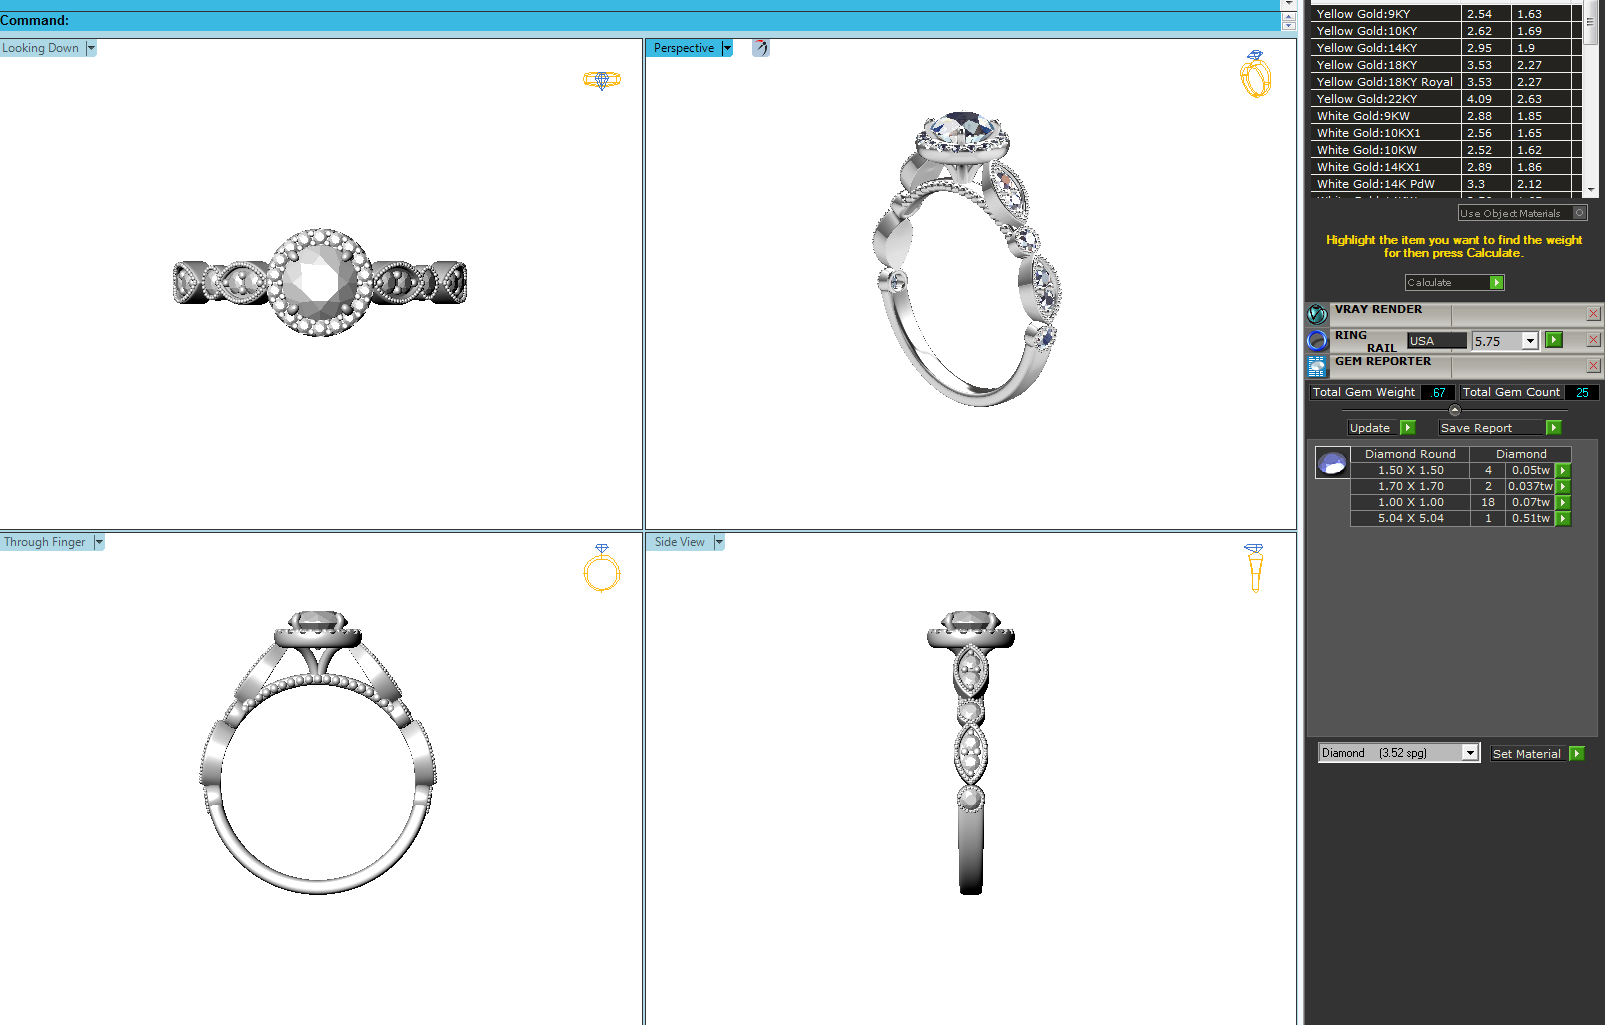 Command:
Looking Down
Perspective
Through Finger
Side View
Yellow Gold:9KY 2.54 1.63
Yellow Gold:10KY 2.62 1.69
Yellow Gold:14KY 2.95 1.9
Yellow Gold:18KY 3.53 2.27
Yellow Gold:18KY Royal 3.53 2.27
Yellow Gold:22KY 4.09 2.63
White Gold:9KW 2.88 1.85
White Gold:10KX1 2.56 1.65
White Gold:10KW 2.52 1.62
White Gold:14KX1 2.89 1.86
White Gold:14K PdW 3.3 2.12
Use Object Materials
Highlight the item you want to find the weight
for then press Calculate.
Calculate
VRAY RENDER
RING
RAIL USA 5.75
GEM REPORTER
Total Gem Weight .67 Total Gem Count 25
Update Save Report
Diamond Round Diamond
1.50 X 1.50 4 0.05tw
1.70 X 1.70 2 0.037tw
1.00 X 1.00 18 0.07tw
5.04 X 5.04 1 0.51tw
Diamond (3.52 spg) Set Material